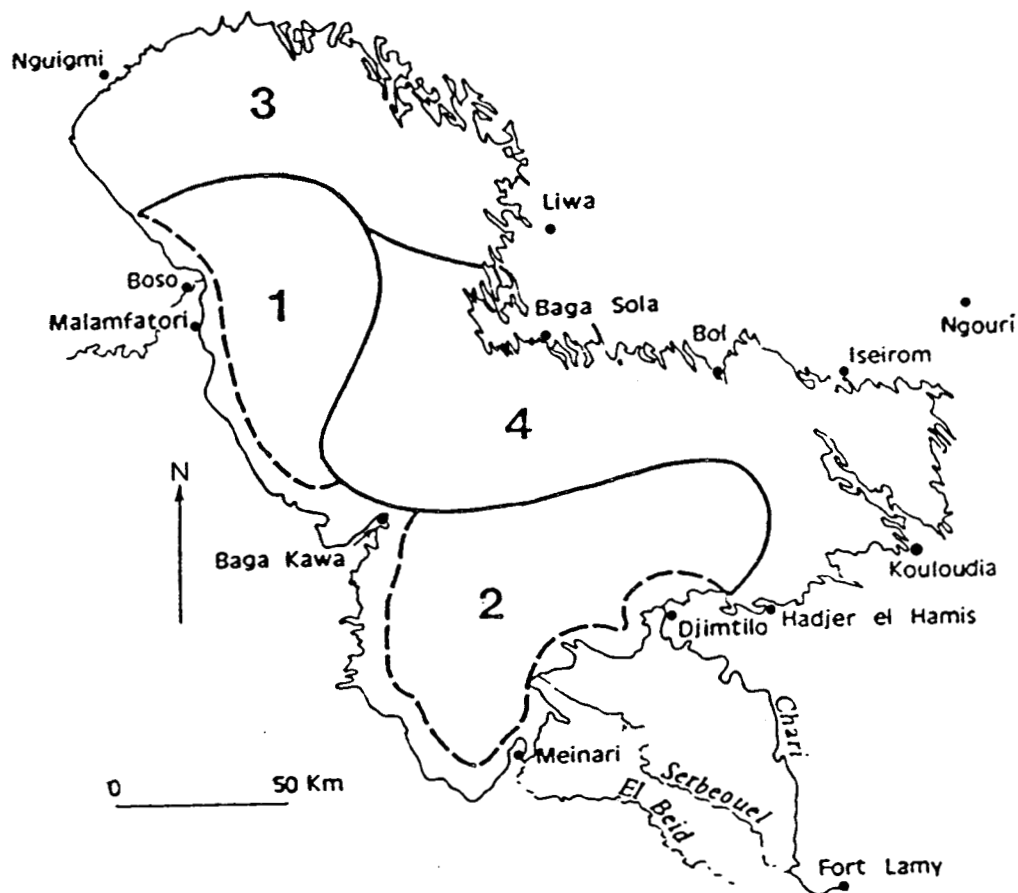 Nguigmi
3
Liwa
Boso
1
Baga Sola
Ngouri
Malamfatori
Bol
Iseirom
4
N
Baga Kawa
Kouloudia
2
Djimtilo
Hadjer el Hamis
Chari
Meinari
0 50 Km
Serbeouel
El Beid
Fort Lamy